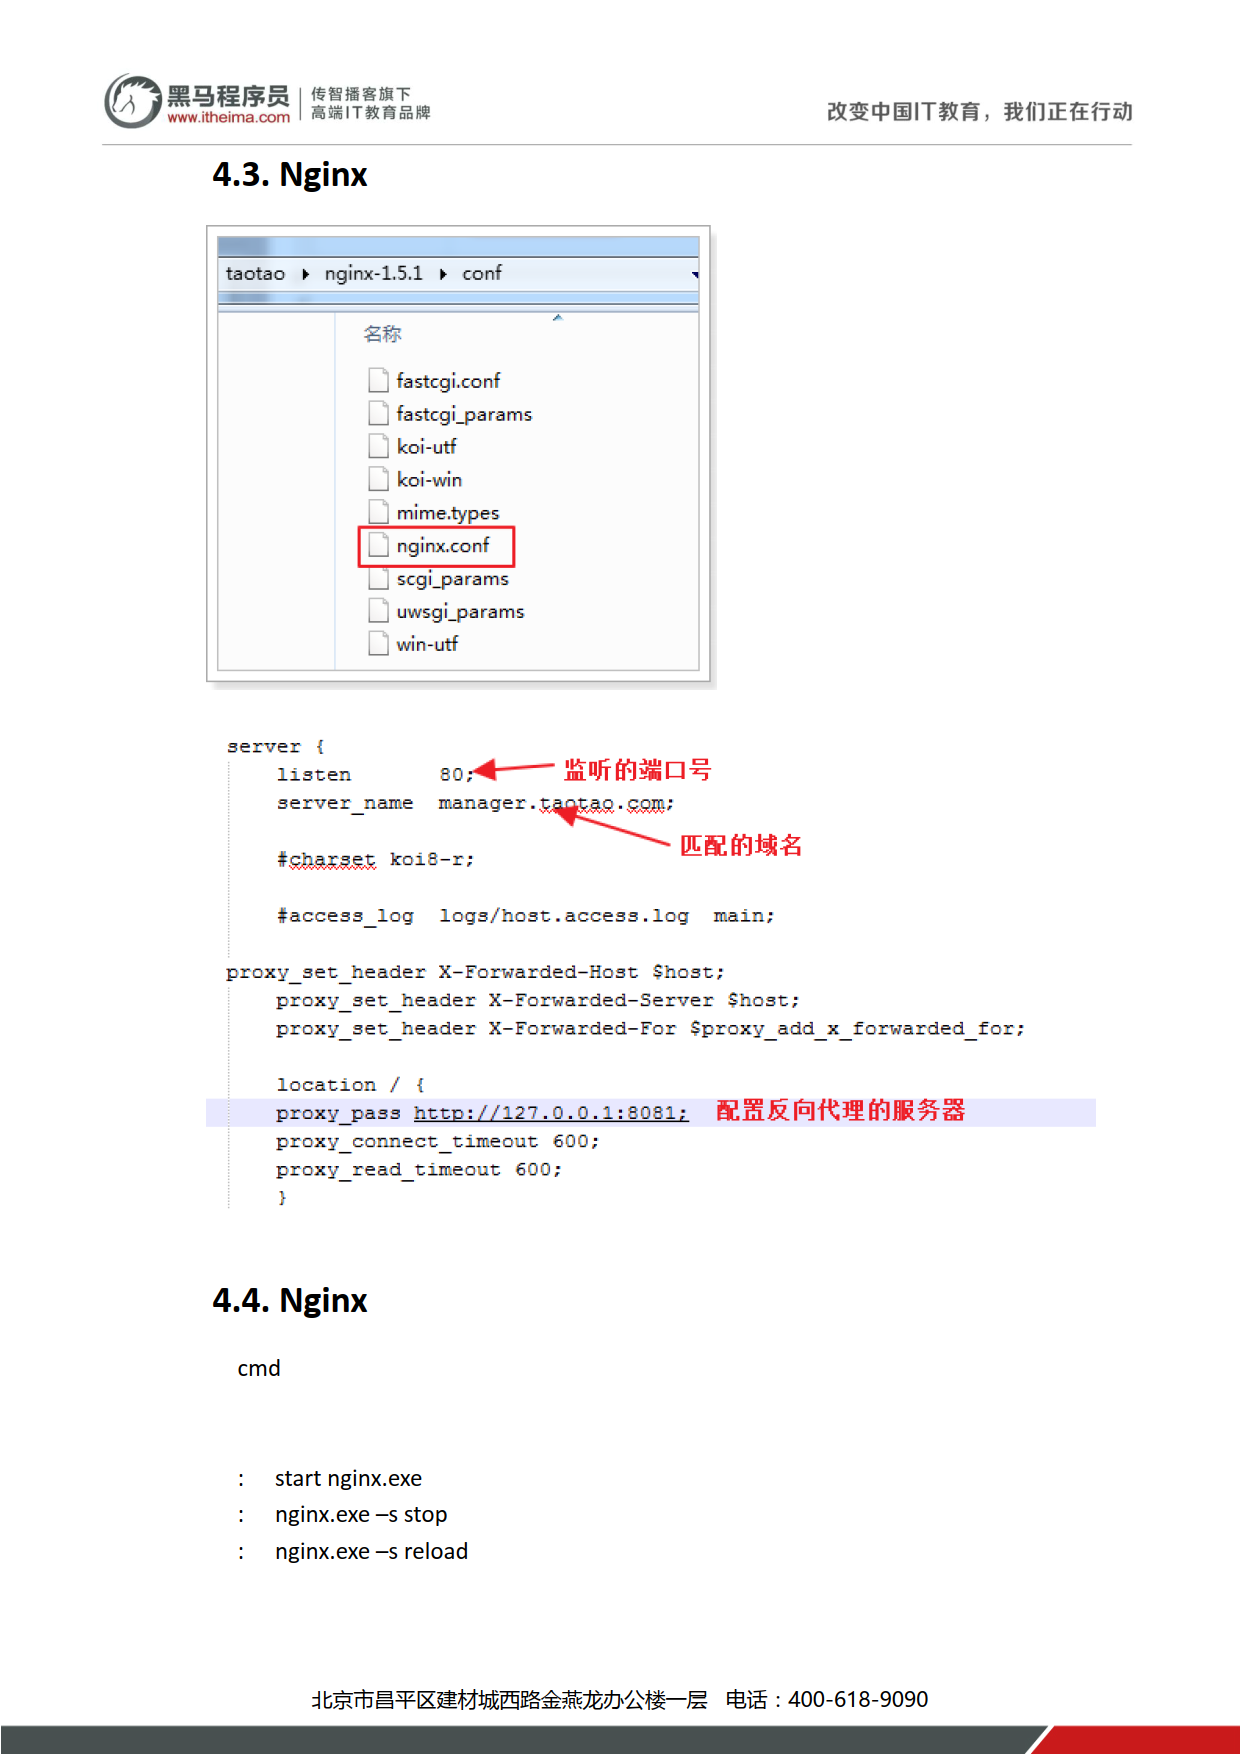 黑马程序员
www.itheima.com
传智播客旗下
高端IT教育品牌
改变中国IT教育，我们正在行动
4.3. Nginx
taotao nginx-1.5.1 conf
名称
fastcgi.conf
fastcgi_params
koi-utf
koi-win
mime.types
nginx.conf
scgi_params
uwsgi_params
win-utf
server {
listen 80; 监听的端口号
server_name manager.taotao.com;
匹配的域名
#charset koi8-r;
#access_log logs/host.access.log main;
proxy_set_header X-Forwarded-Host $host;
proxy_set_header X-Forwarded-Server $host;
proxy_set_header X-Forwarded-For $proxy_add_x_forwarded_for;
location / {
proxy_pass http://127.0.0.1:8081; 配置反向代理的服务器
proxy_connect_timeout 600;
proxy_read_timeout 600;
}
4.4. Nginx
cmd
: start nginx.exe
: nginx.exe –s stop
: nginx.exe –s reload
北京市昌平区建材城西路金燕龙办公楼一层 电话：400-618-9090